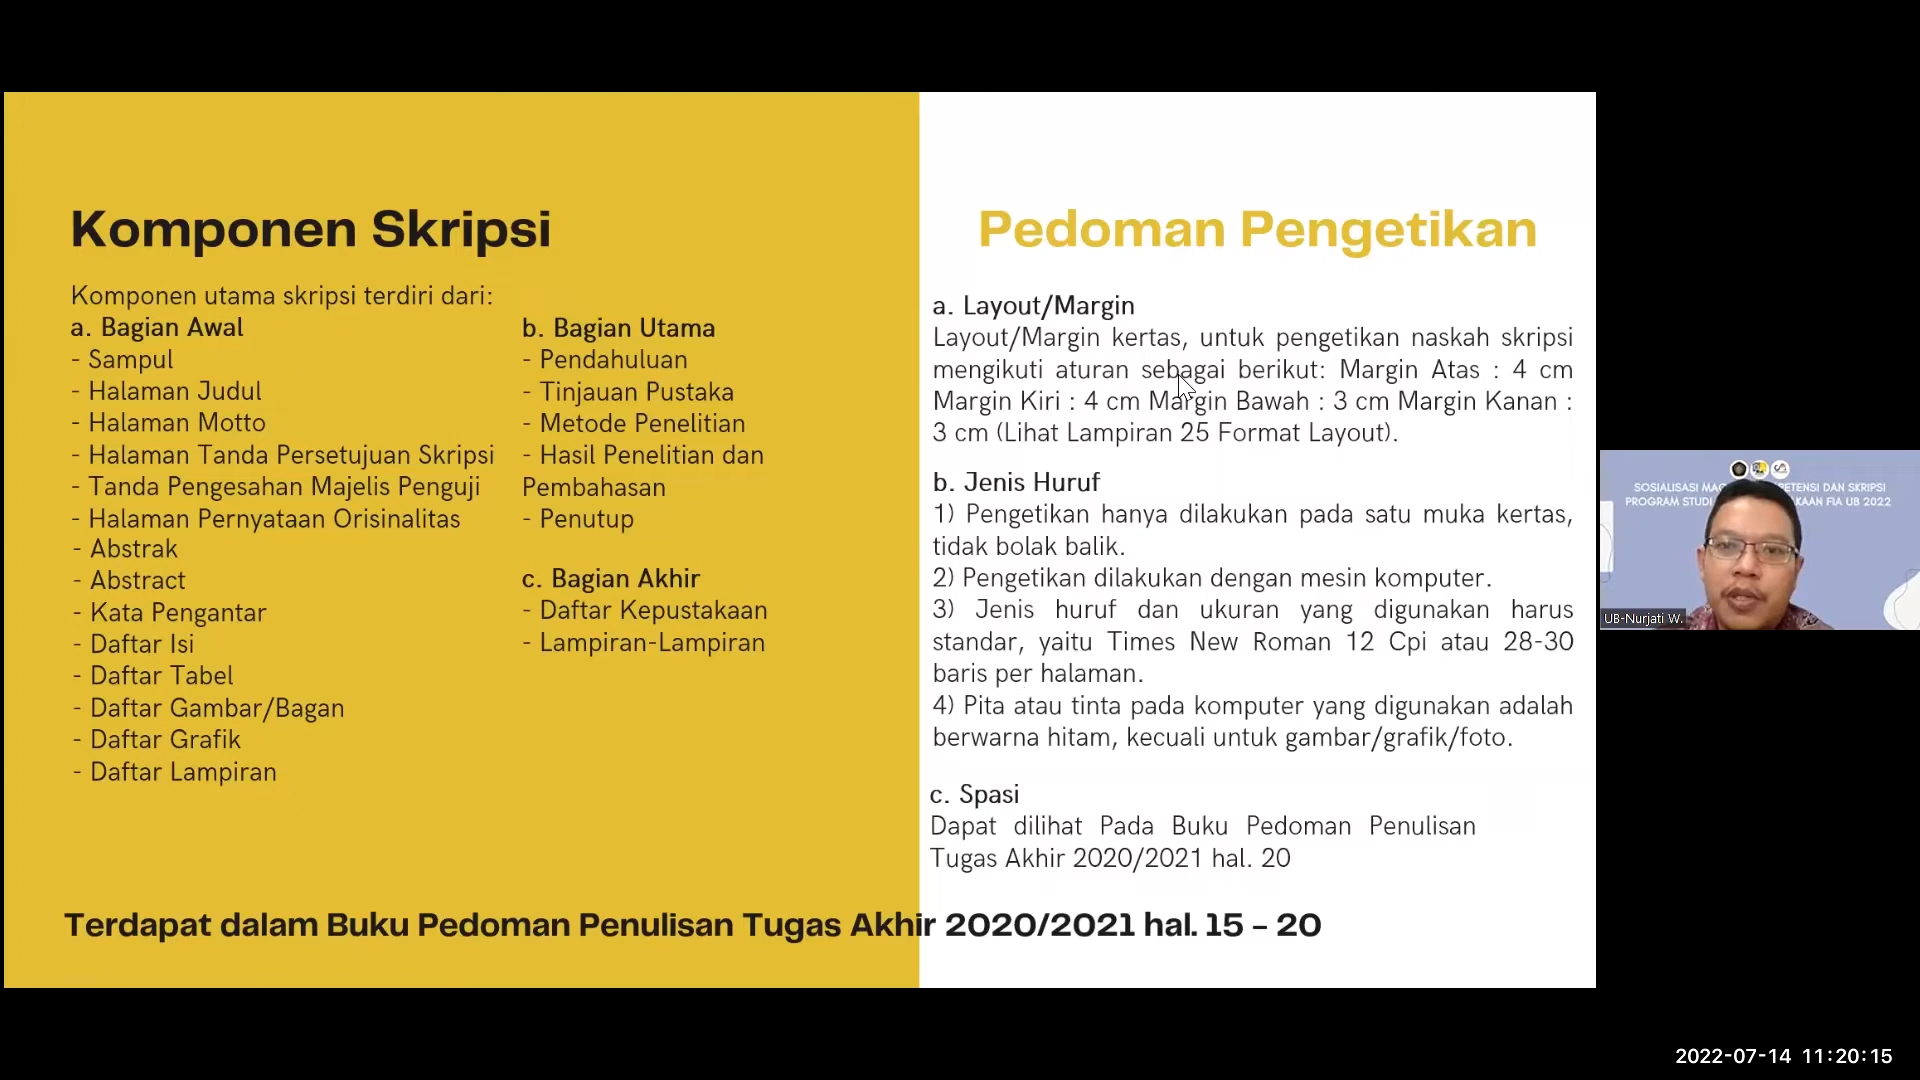 Komponen Skripsi
Komponen utama skripsi terdiri dari:
a. Bagian Awal
- Sampul
- Halaman Judul
- Halaman Motto
- Halaman Tanda Persetujuan Skripsi
- Tanda Pengesahan Majelis Penguji
- Halaman Pernyataan Orisinalitas
- Abstrak
- Abstract
- Kata Pengantar
- Daftar Isi
- Daftar Tabel
- Daftar Gambar/Bagan
- Daftar Grafik
- Daftar Lampiran
b. Bagian Utama
- Pendahuluan
- Tinjauan Pustaka
- Metode Penelitian
- Hasil Penelitian dan
Pembahasan
- Penutup
c. Bagian Akhir
- Daftar Kepustakaan
- Lampiran-Lampiran
Pedoman Pengetikan
a. Layout/Margin
Layout/Margin kertas, untuk pengetikan naskah skripsi
mengikuti aturan sebagai berikut: Margin Atas : 4 cm
Margin Kiri : 4 cm Margin Bawah : 3 cm Margin Kanan :
3 cm (Lihat Lampiran 25 Format Layout).
b. Jenis Huruf
1) Pengetikan hanya dilakukan pada satu muka kertas,
tidak bolak balik.
2) Pengetikan dilakukan dengan mesin komputer.
3) Jenis huruf dan ukuran yang digunakan harus
standar, yaitu Times New Roman 12 Cpi atau 28-30
baris per halaman.
4) Pita atau tinta pada komputer yang digunakan adalah
berwarna hitam, kecuali untuk gambar/grafik/foto.
c. Spasi
Dapat dilihat Pada Buku Pedoman Penulisan
Tugas Akhir 2020/2021 hal. 20
Terdapat dalam Buku Pedoman Penulisan Tugas Akhir 2020/2021 hal. 15 – 20
SOSIALISASI DAN SKRIPSI
PROGRAM STUDI FIA UB 2022
UB-Nurjati W.
2022-07-14 11:20:15